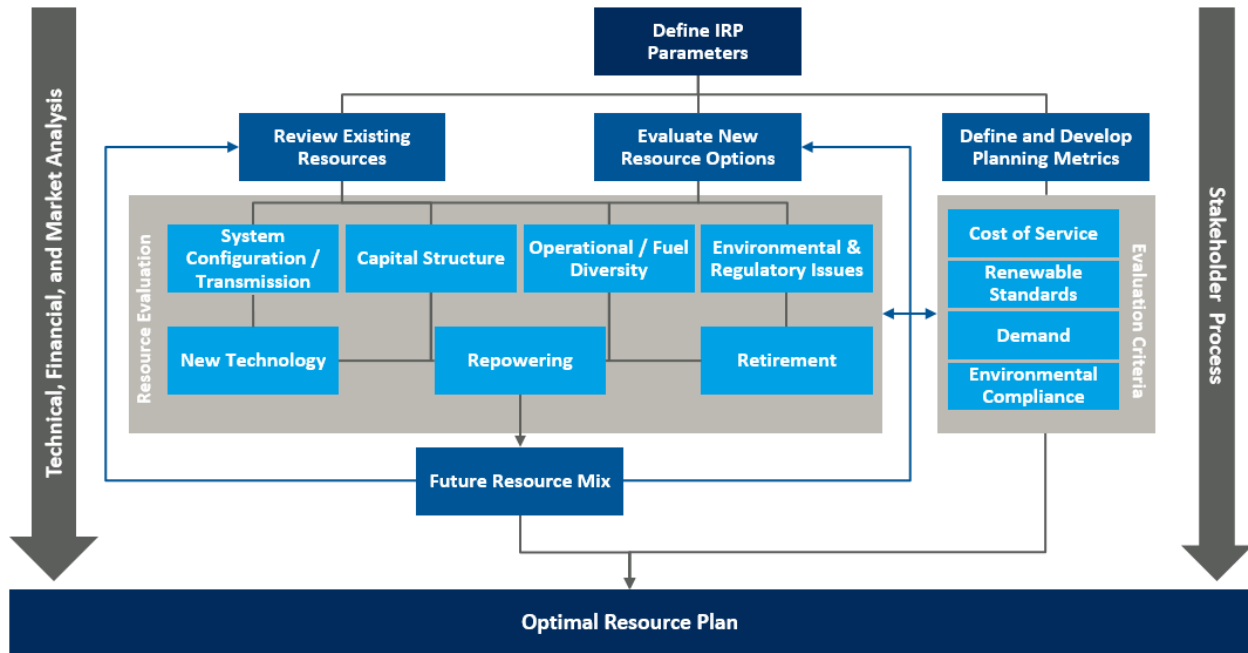 Define IRP
Parameters
Review Existing
Resources
Evaluate New
Resource Options
Define and Develop
Planning Metrics
Technical, Financial, and Market Analysis
Stakeholder Process
Resource Evaluation
System
Configuration /
Transmission
Capital Structure
Operational / Fuel
Diversity
Environmental &
Regulatory Issues
New Technology
Repowering
Retirement
Cost of Service
Renewable
Standards
Demand
Environmental
Compliance
Evaluation Criteria
Future Resource Mix
Optimal Resource Plan